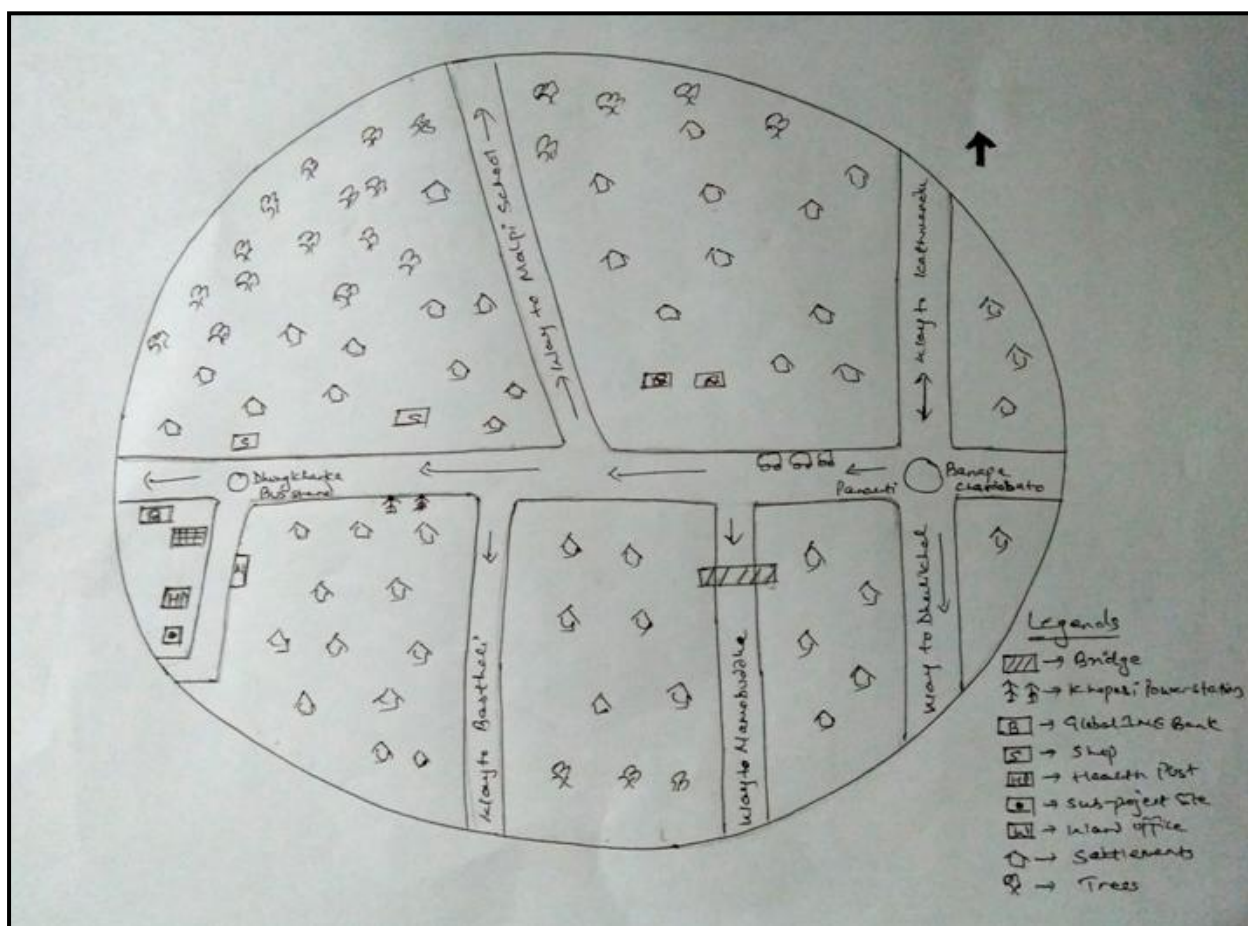 Way to Malpi School
Way to Kathmandu
S
S
Dhungkharka
Bus stand
Panauti
Banepa
Chardobato
B
HP
W
Way to Bastheli
Way to Namobuddha
Way to Dhulikhel
Legends
Bridge
Khopasi Powerstation
B → Global IME Bank
S → Shop
HP → Health Post
Sub-project Site
W → Ward office
Settlements
Trees